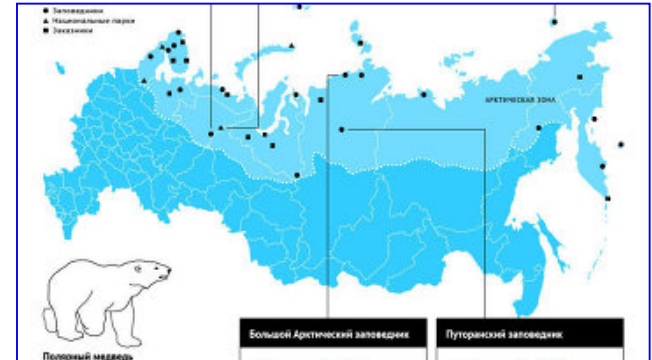 Заповедники
Национальные парки
Заказники
АРКТИЧЕСКАЯ ЗОНА
Большой Арктический заповедник
Путоранский заповедник
Полярный медведь